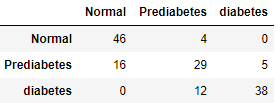 Normal Prediabetes diabetes
Normal 46 4 0
Prediabetes 16 29 5
diabetes 0 12 38